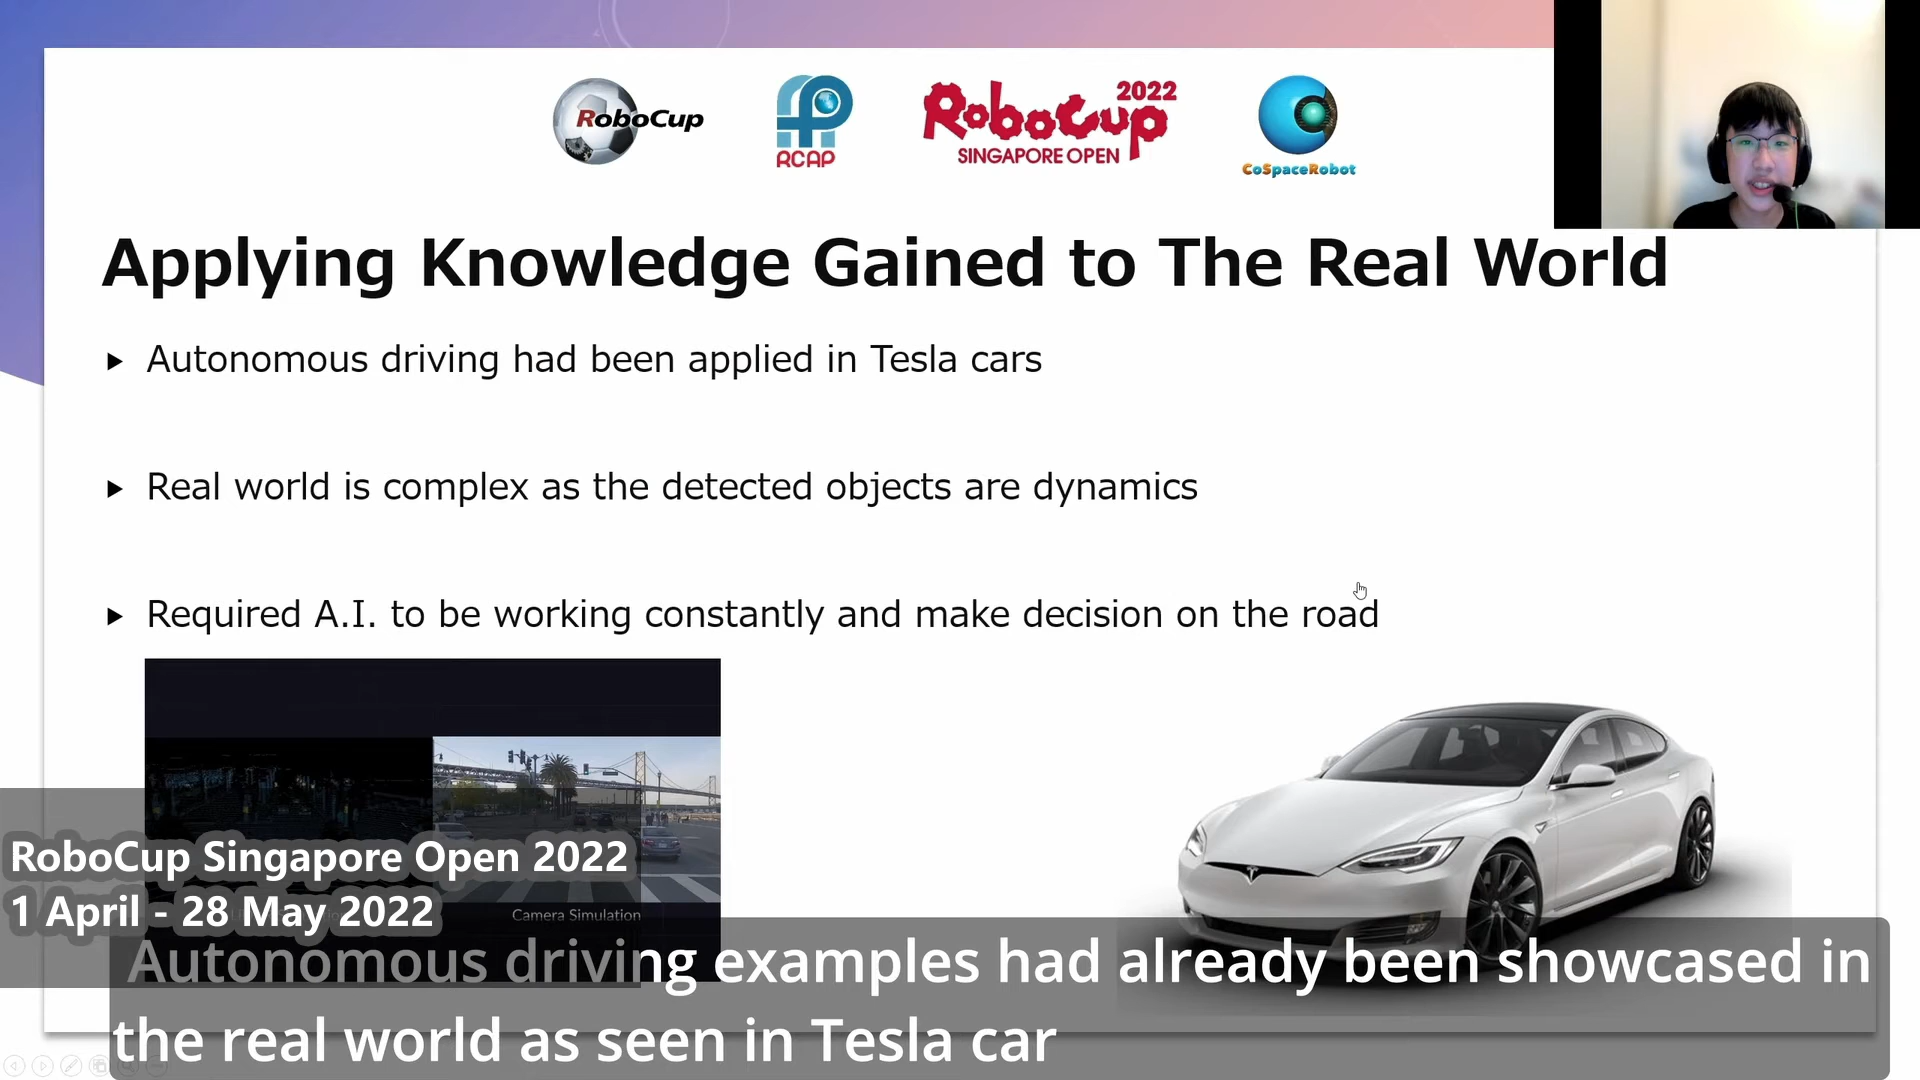 RoboCup
RCAP
RoboCup 2022
SINGAPORE OPEN
CoSpaceRobot
Applying Knowledge Gained to The Real World
Autonomous driving had been applied in Tesla cars
Real world is complex as the detected objects are dynamics
Required A.I. to be working constantly and make decision on the road
Camera Simulation
RoboCup Singapore Open 2022
1 April - 28 May 2022
Autonomous driving examples had already been showcased in
the real world as seen in Tesla car